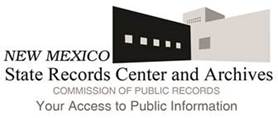 NEW MEXICO
State Records Center and Archives
COMMISSION OF PUBLIC RECORDS
Your Access to Public Information